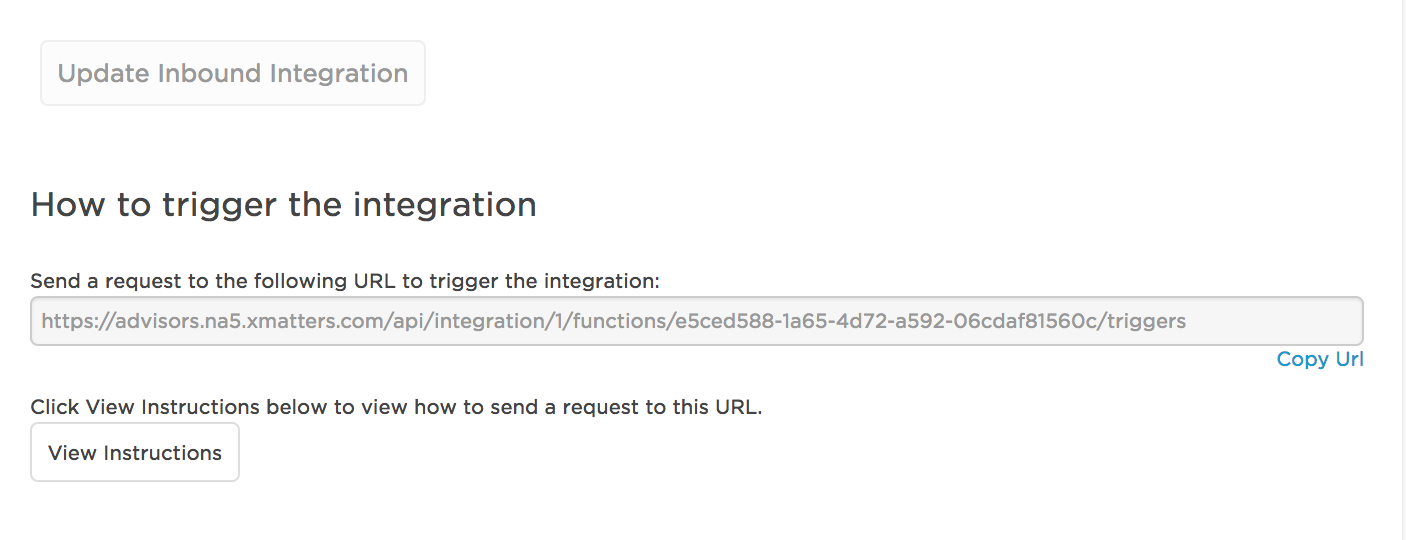 Update Inbound Integration
How to trigger the integration
Send a request to the following URL to trigger the integration:
https://advisors.na5.xmatters.com/api/integration/1/functions/e5ced588-1a65-4d72-a592-06cdaf81560c/triggers
Copy Url
Click View Instructions below to view how to send a request to this URL.
View Instructions